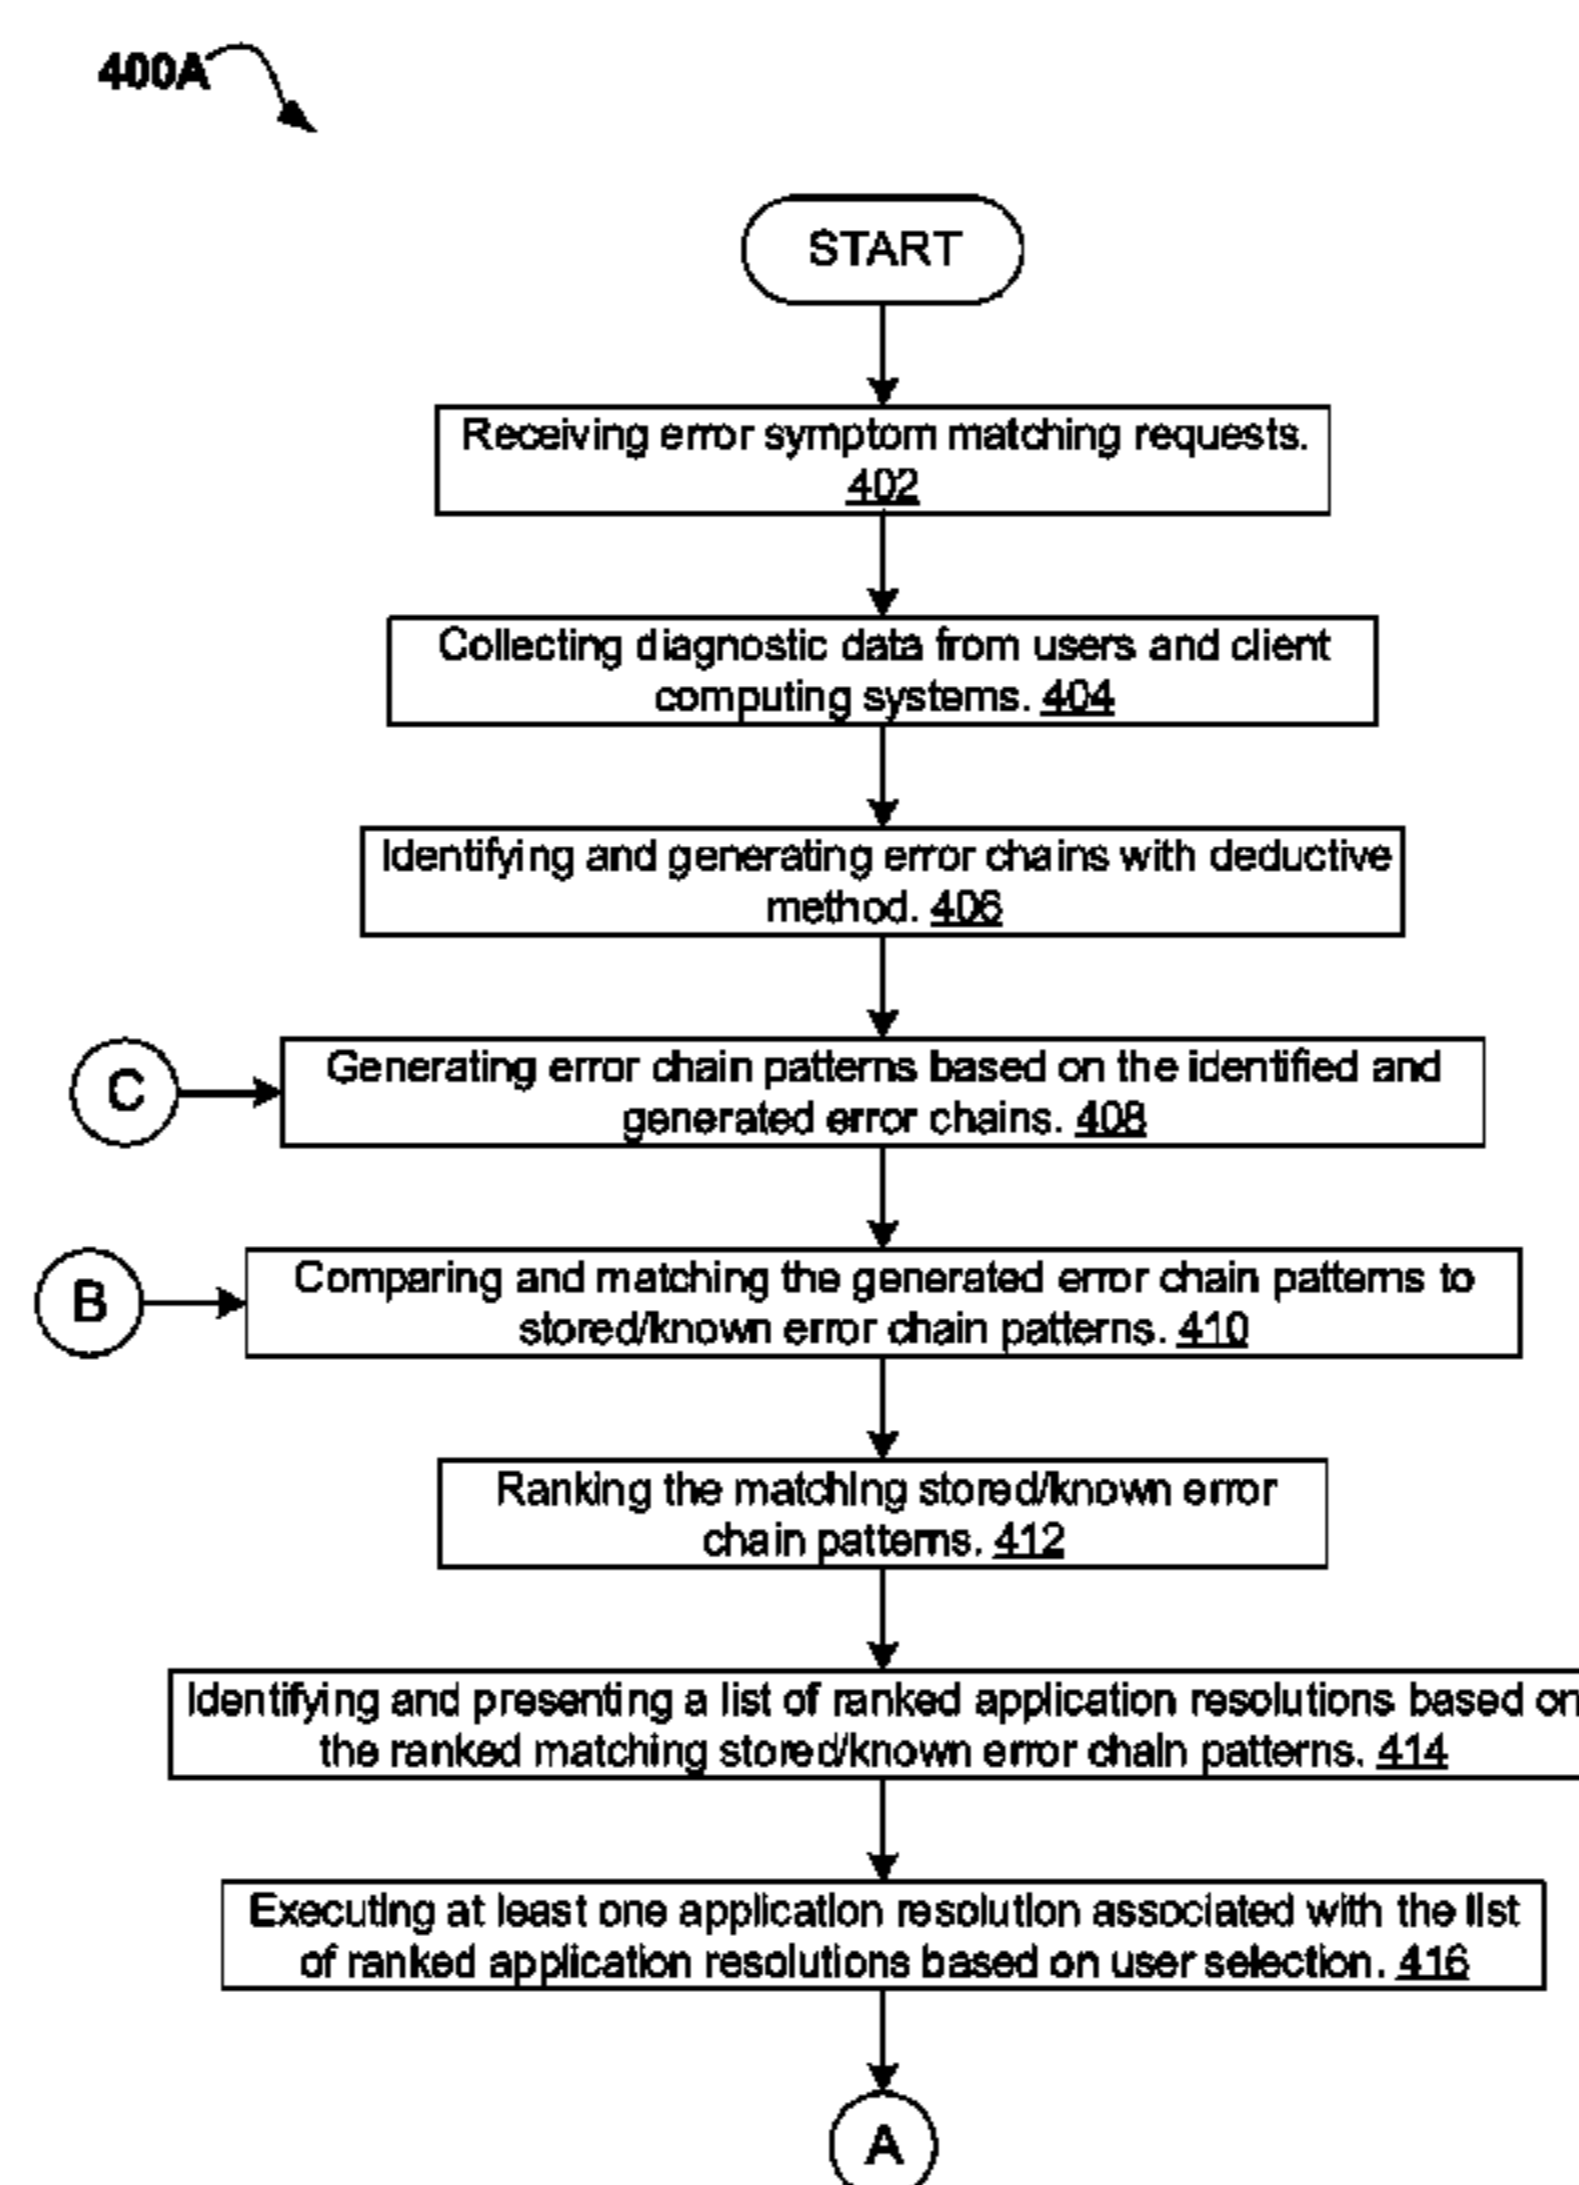 400A
START
Receiving error symptom matching requests.
402
Collecting diagnostic data from users and client
computing systems. 404
Identifying and generating error chains with deductive
method. 406
C
Generating error chain patterns based on the identified and
generated error chains. 408
B
Comparing and matching the generated error chain patterns to
stored/known error chain patterns. 410
Ranking the matching stored/known error
chain patterns. 412
Identifying and presenting a list of ranked application resolutions based on
the ranked matching stored/known error chain patterns. 414
Executing at least one application resolution associated with the list
of ranked application resolutions based on user selection. 416
A